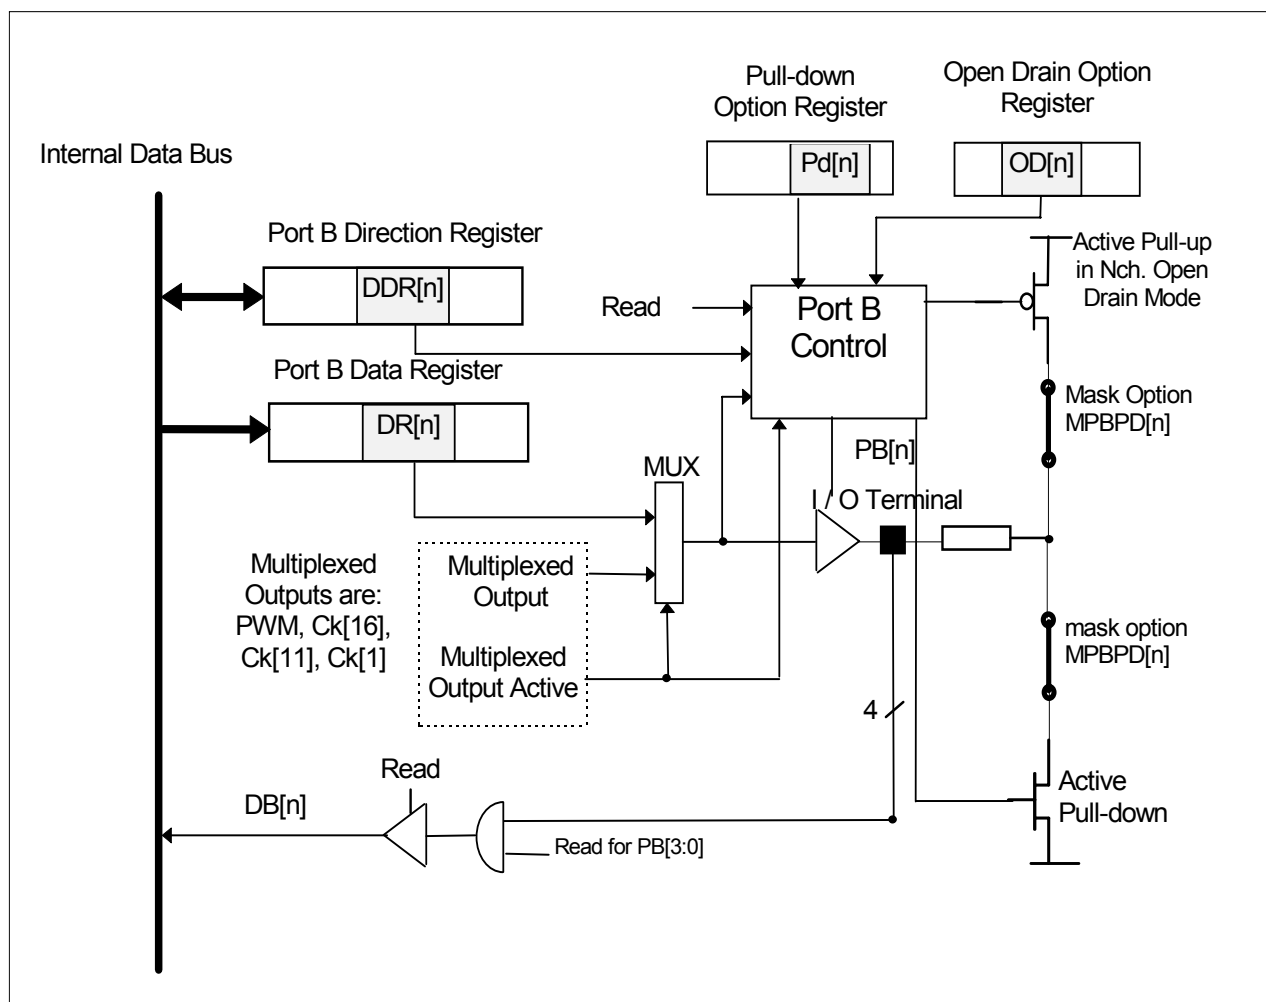 Pull-down
Option Register
Open Drain Option
Register
Internal Data Bus
Pd[n]
OD[n]
Port B Direction Register
DDR[n]
Active Pull-up
in Nch. Open
Drain Mode
Read
Port B
Control
Port B Data Register
DR[n]
Mask Option
MPBPD[n]
PB[n]
MUX
I / O Terminal
Multiplexed
Outputs are:
PWM, Ck[16],
Ck[11], Ck[1]
Multiplexed
Output
Multiplexed
Output Active
mask option
MPBPD[n]
4
Read
DB[n]
Active
Pull-down
Read for PB[3:0]